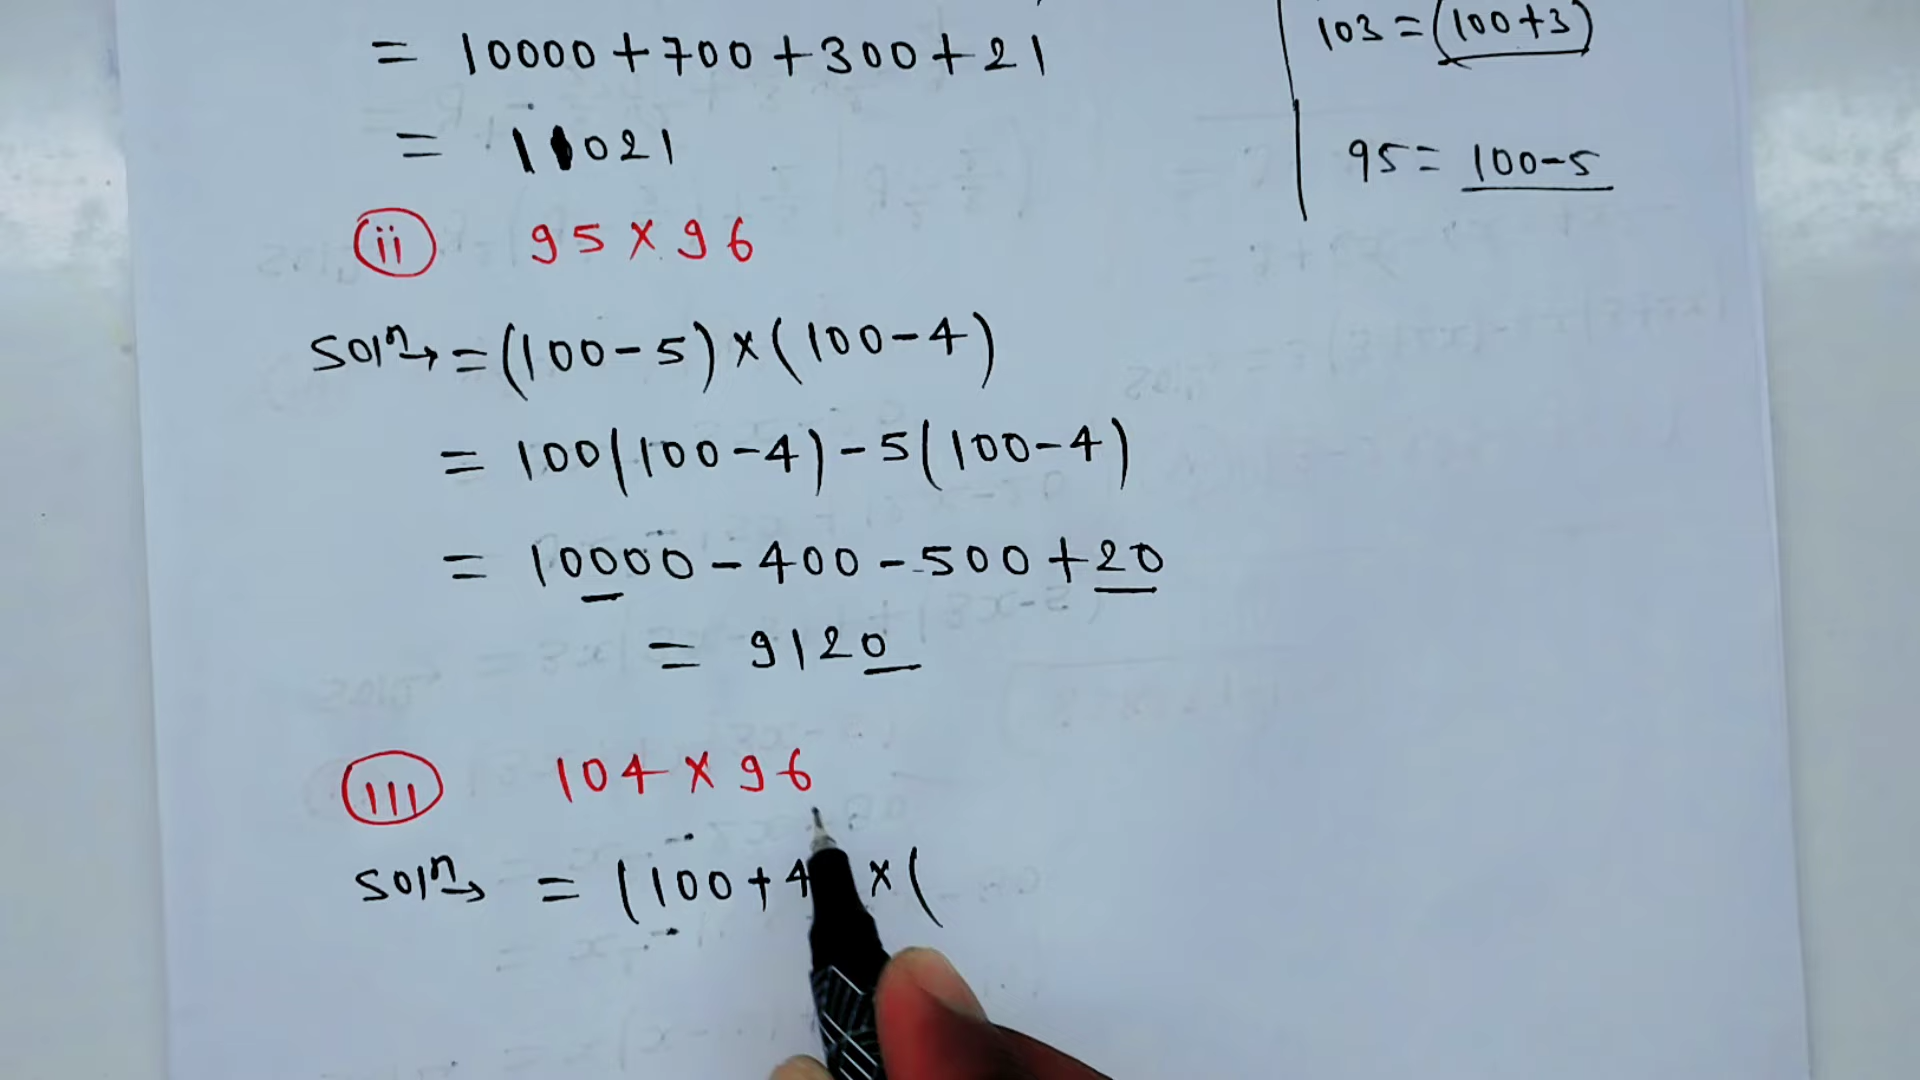 = 10000 + 700 + 300 + 21
= 11021
103 = (100+3)
95 = 100-5
(ii) 95 × 96
Solⁿ→ = (100 - 5) × (100 - 4)
= 100(100 - 4) - 5(100 - 4)
= 10000 - 400 - 500 + 20
= 9120
(iii) 104 × 96
Solⁿ→ = (100 + 4 × (